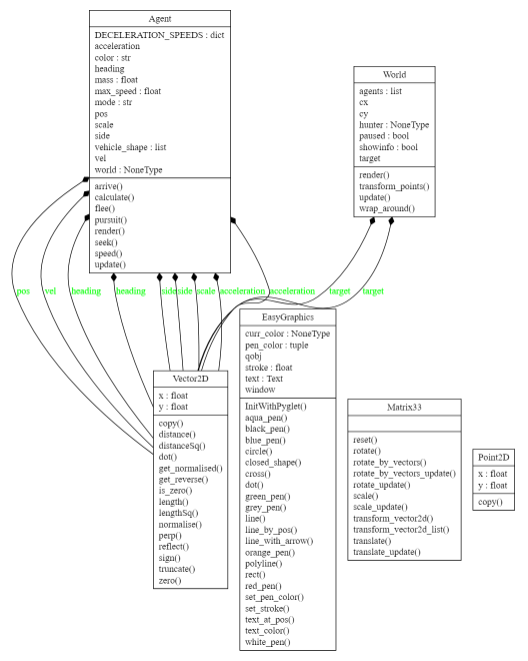 Agent
DECELERATION_SPEEDS : dict
acceleration
color : str
heading
mass : float
max_speed : float
mode : str
pos
scale
side
vehicle_shape : list
vel
world : NoneType
arrive()
calculate()
flee()
pursuit()
render()
seek()
speed()
update()
World
agents : list
cx
cy
hunter : NoneType
paused : bool
showinfo : bool
target
render()
transform_points()
update()
wrap_around()
pos
vel
heading
heading
side
side
scale
acceleration
acceleration
target
target
Vector2D
x : float
y : float
copy()
distance()
distanceSq()
dot()
get_normalised()
get_reverse()
is_zero()
length()
lengthSq()
normalise()
perp()
reflect()
sign()
truncate()
zero()
EasyGraphics
curr_color : NoneType
pen_color : tuple
qobj
stroke : float
text : Text
window
InitWithPyglet()
aqua_pen()
black_pen()
blue_pen()
circle()
closed_shape()
cross()
dot()
green_pen()
grey_pen()
line()
line_by_pos()
line_with_arrow()
orange_pen()
polyline()
rect()
red_pen()
set_pen_color()
set_stroke()
text_at_pos()
text_color()
white_pen()
Matrix33
reset()
rotate()
rotate_by_vectors()
rotate_by_vectors_update()
rotate_update()
scale()
scale_update()
transform_vector2d()
transform_vector2d_list()
translate()
translate_update()
Point2D
x : float
y : float
copy()